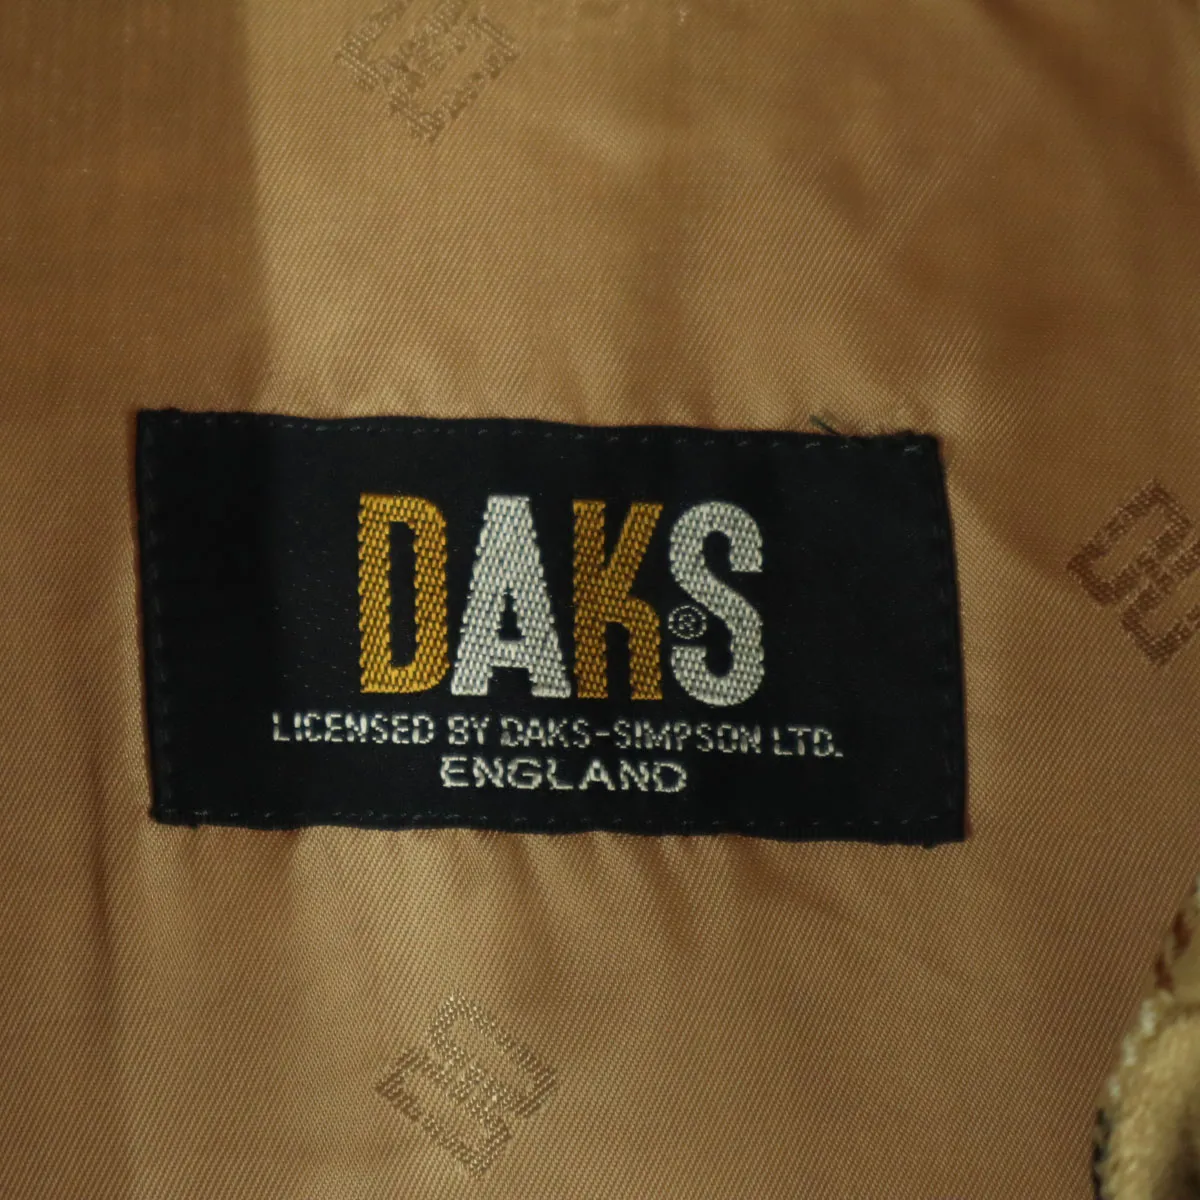 DAKS®
LICENSED BY DAKS-SIMPSON LTD.
ENGLAND